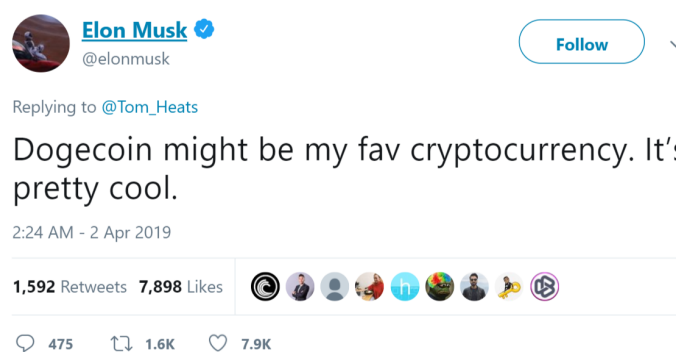 Elon Musk
@elonmusk
Follow
Replying to @Tom_Heats
Dogecoin might be my fav cryptocurrency. It's
pretty cool.
2:24 AM - 2 Apr 2019
1,592 Retweets 7,898 Likes
475 1.6K 7.9K